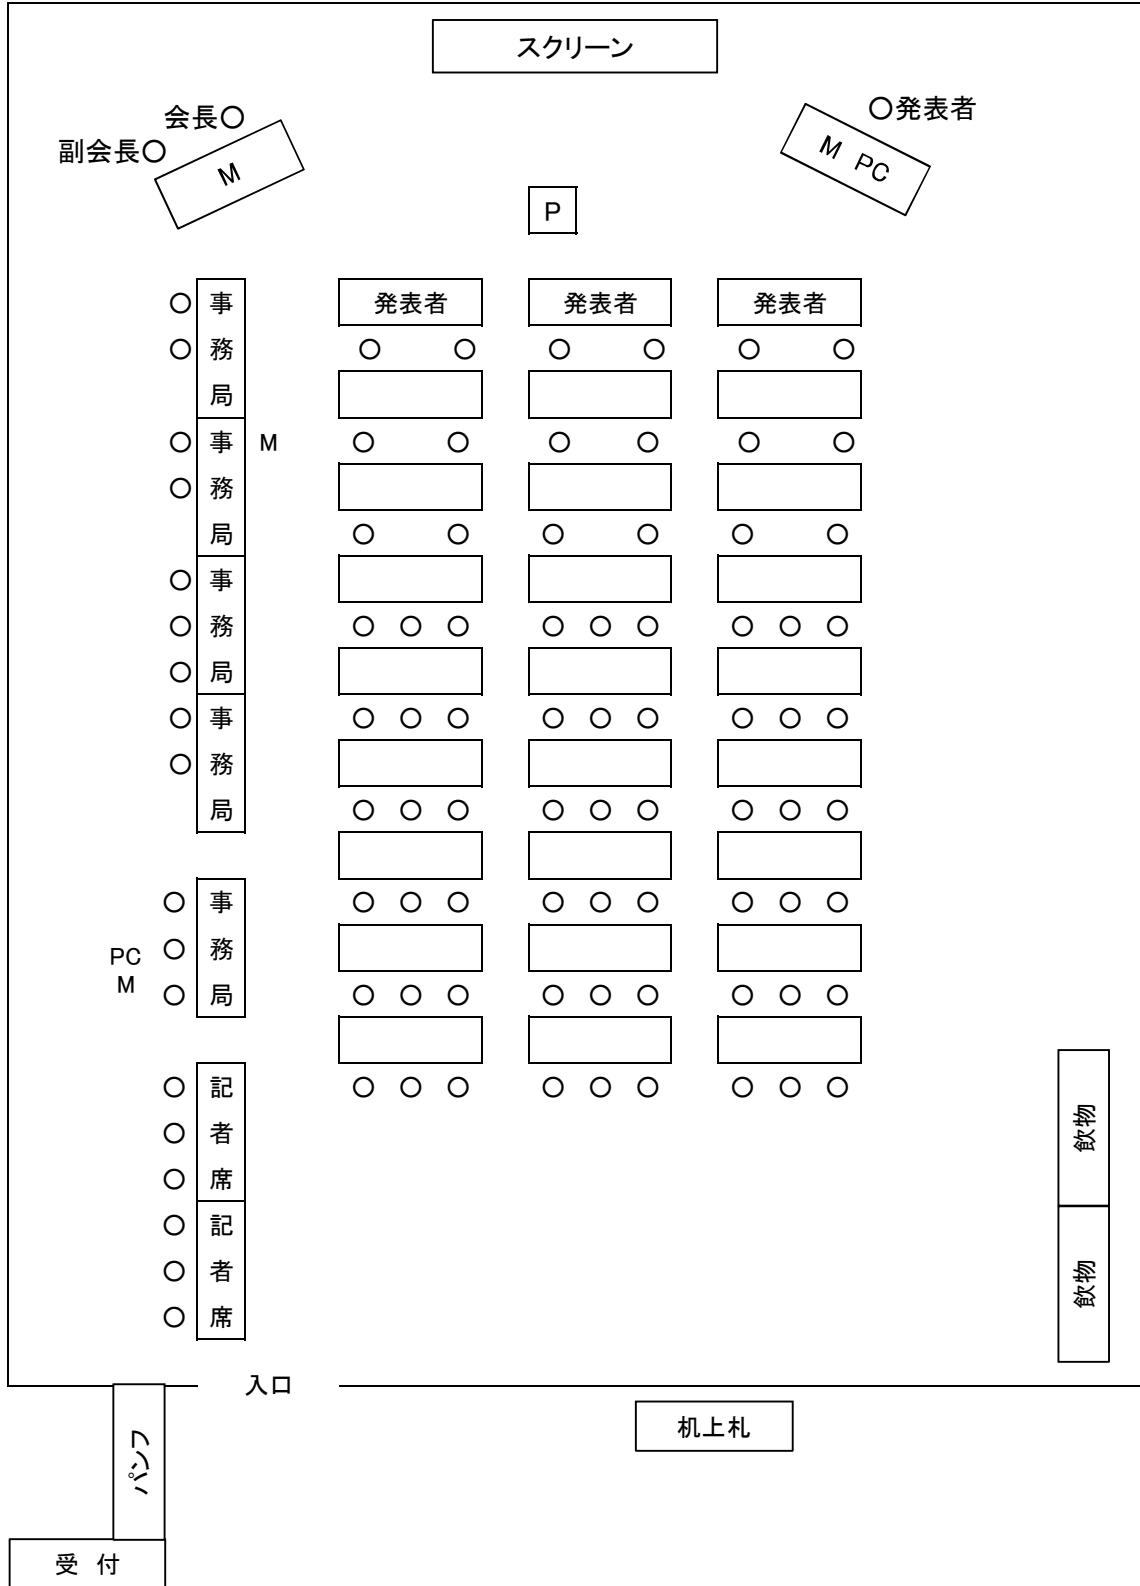 スクリーン
会長〇
〇発表者
副会長〇
M
M PC
P
事務局
発表者
発表者
発表者
事務局
M
事務局
事務局
事務局
PC
M
記者席
記者席
飲物
飲物
入口
机上札
パンフ
受 付